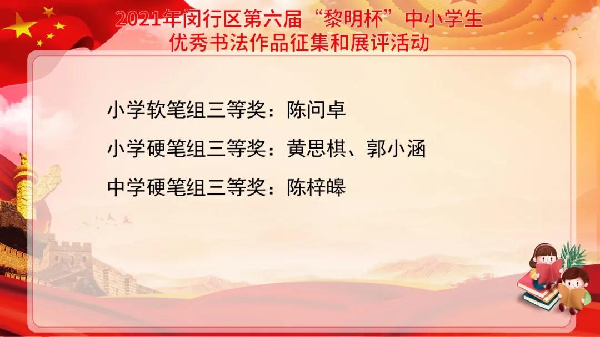 2021年闵行区第六届“黎明杯”中小学生
优秀书法作品征集和展评活动
小学软笔组三等奖：陈问卓
小学硬笔组三等奖：黄思棋、郭小涵
中学硬笔组三等奖：陈梓皞